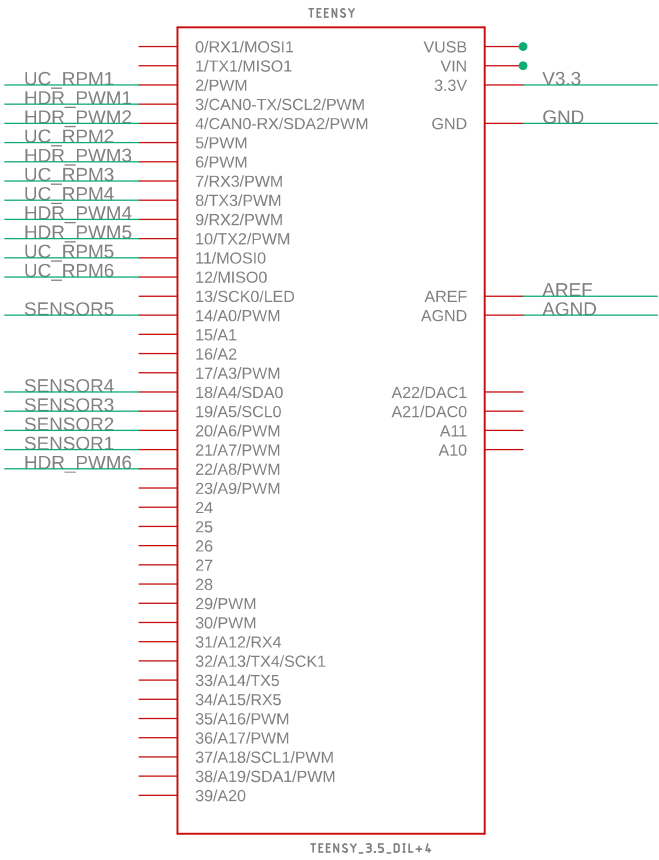 TEENSY
0/RX1/MOSI1 VUSB
1/TX1/MISO1 VIN
UC_RPM1 2/PWM 3.3V V3.3
HDR_PWM1 3/CAN0-TX/SCL2/PWM
HDR_PWM2 4/CAN0-RX/SDA2/PWM GND GND
UC_RPM2 5/PWM
HDR_PWM3 6/PWM
UC_RPM3 7/RX3/PWM
UC_RPM4 8/TX3/PWM
HDR_PWM4 9/RX2/PWM
HDR_PWM5 10/TX2/PWM
UC_RPM5 11/MOSI0
UC_RPM6 12/MISO0
13/SCK0/LED AREF AREF
SENSOR5 14/A0/PWM AGND AGND
15/A1
16/A2
17/A3/PWM
SENSOR4 18/A4/SDA0 A22/DAC1
SENSOR3 19/A5/SCL0 A21/DAC0
SENSOR2 20/A6/PWM A11
SENSOR1 21/A7/PWM A10
HDR_PWM6 22/A8/PWM
23/A9/PWM
24
25
26
27
28
29/PWM
30/PWM
31/A12/RX4
32/A13/TX4/SCK1
33/A14/TX5
34/A15/RX5
35/A16/PWM
36/A17/PWM
37/A18/SCL1/PWM
38/A19/SDA1/PWM
39/A20
TEENSY_3.5_DIL+4